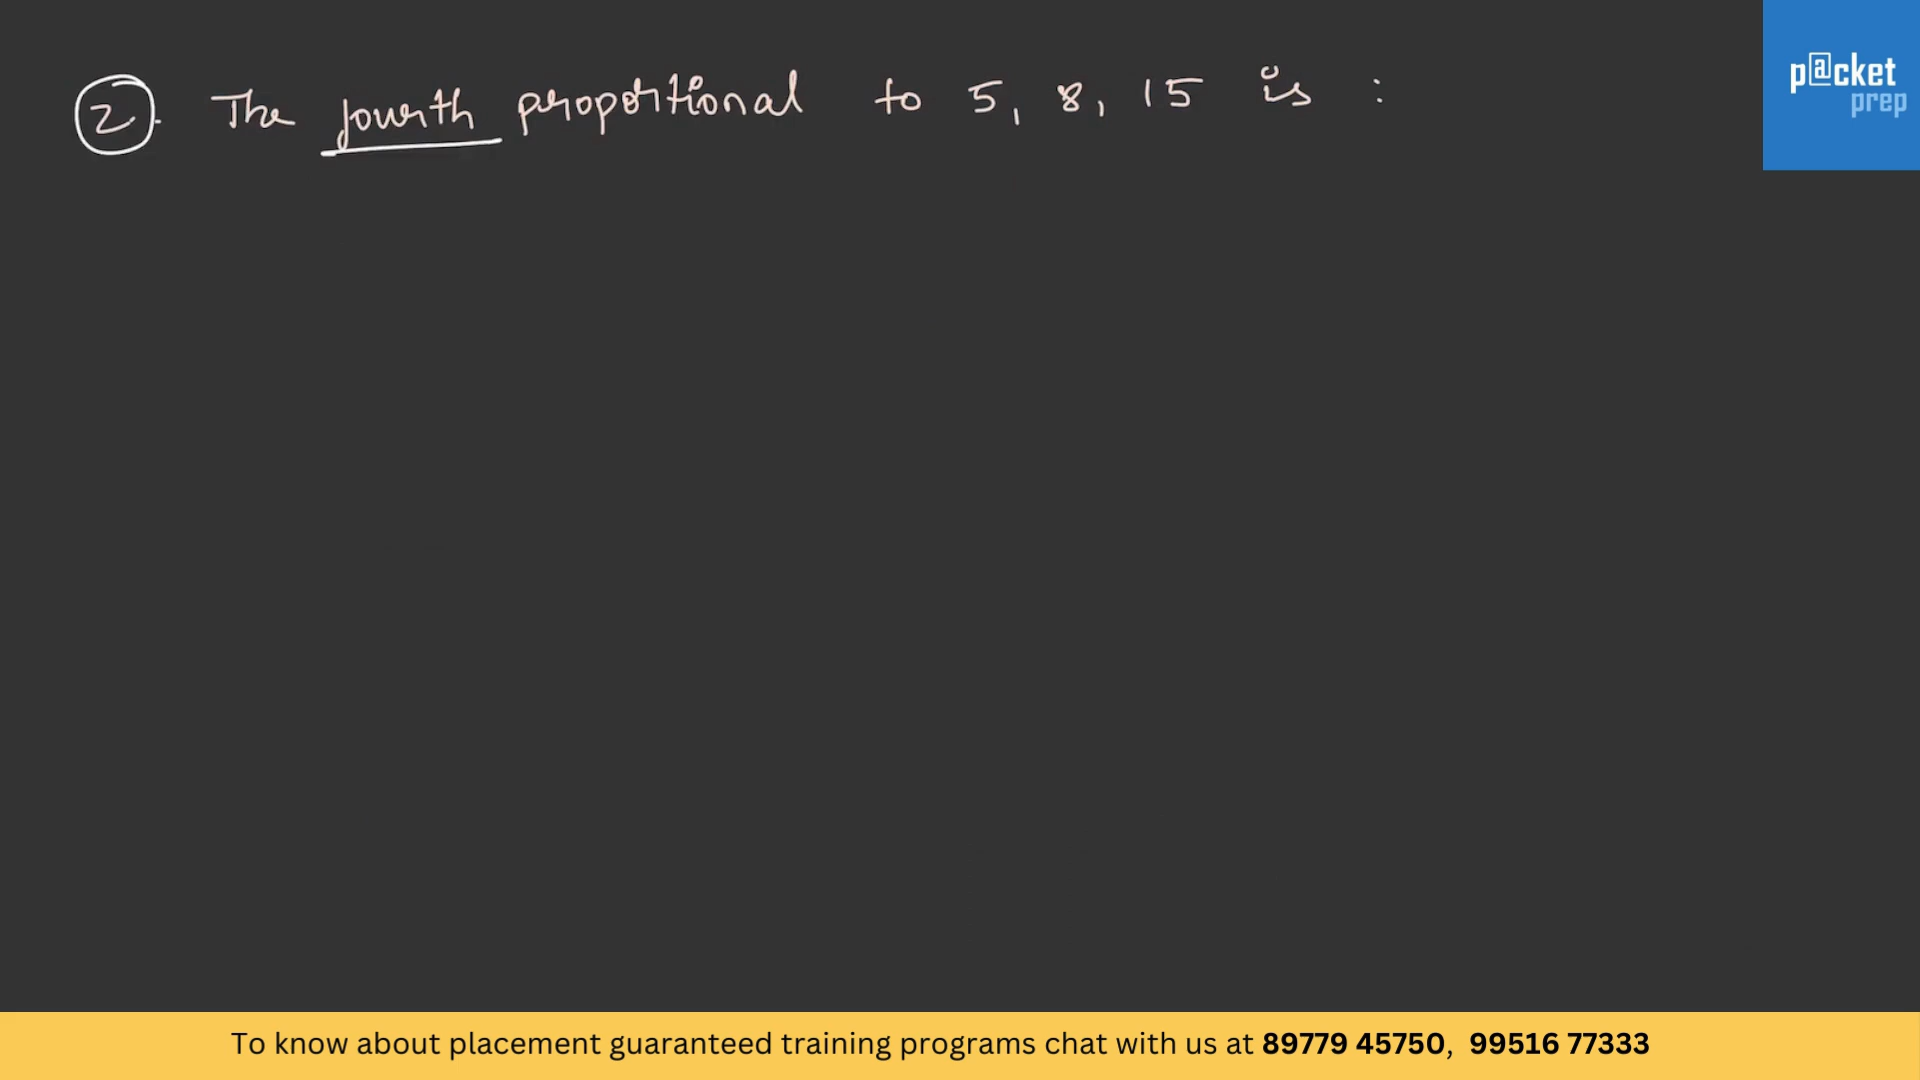 2. The fourth proportional to 5, 8, 15 is :
p@cket
prep
To know about placement guaranteed training programs chat with us at 89779 45750, 99516 77333